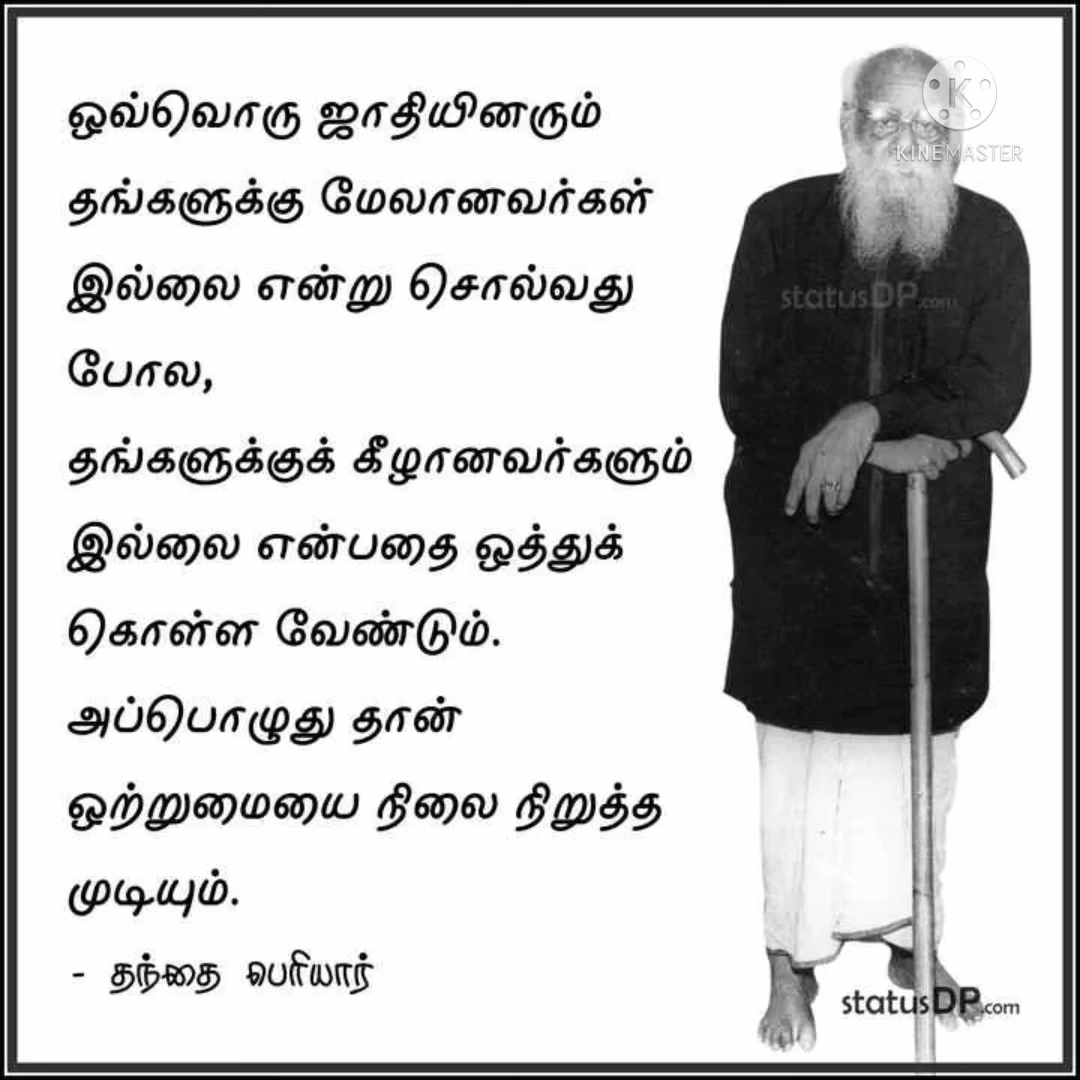 ஒவ்வொரு ஜாதியினரும்
தங்களுக்கு மேலானவர்கள்
இல்லை என்று சொல்வது
போல,
தங்களுக்குக் கீழானவர்களும்
இல்லை என்பதை ஒத்துக்
கொள்ள வேண்டும்.
அப்பொழுது தான்
ஒற்றுமையை நிலை நிறுத்த
முடியும்.
- தந்தை பெரியார்
K
KINEMASTER
statusDP.com
statusDP.com